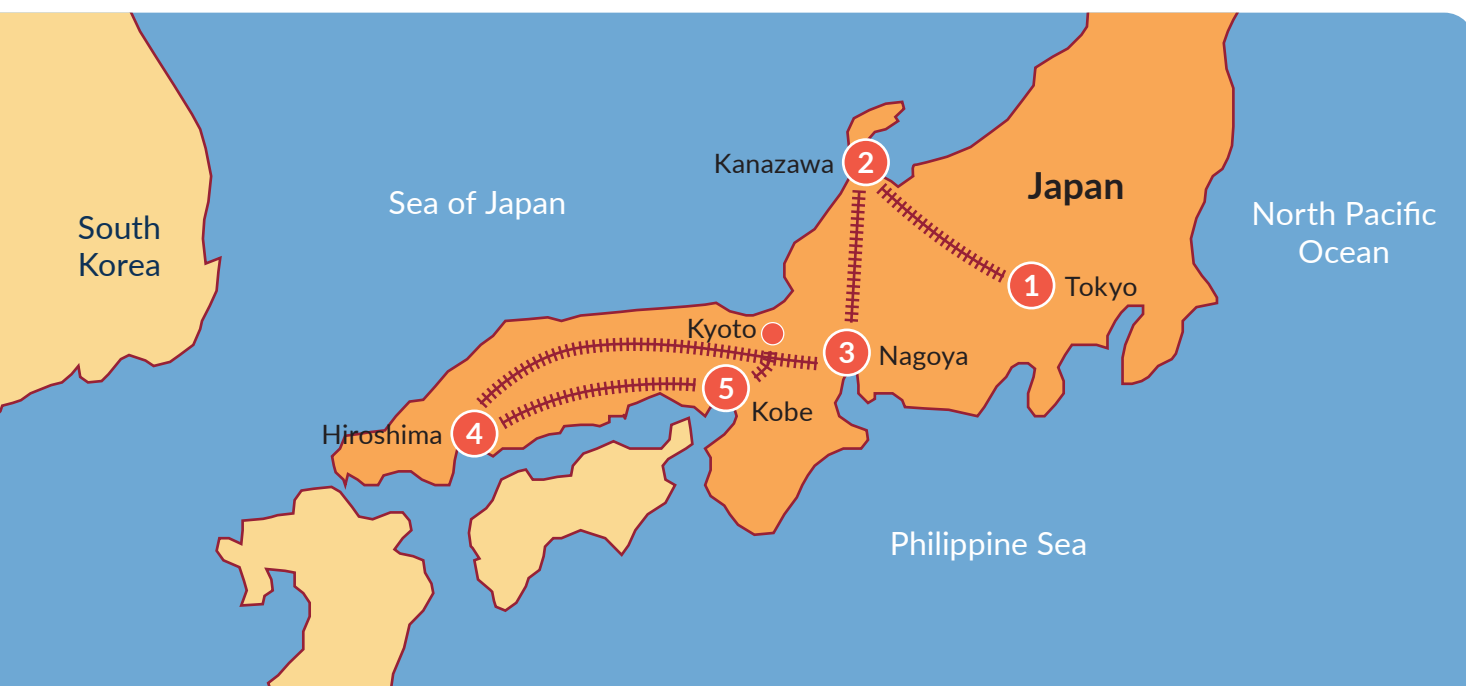 Kanazawa
2
Japan
South
Korea
Sea of Japan
North Pacific
Ocean
1
Tokyo
Kyoto
3
Nagoya
5
Kobe
Hiroshima
4
Philippine Sea